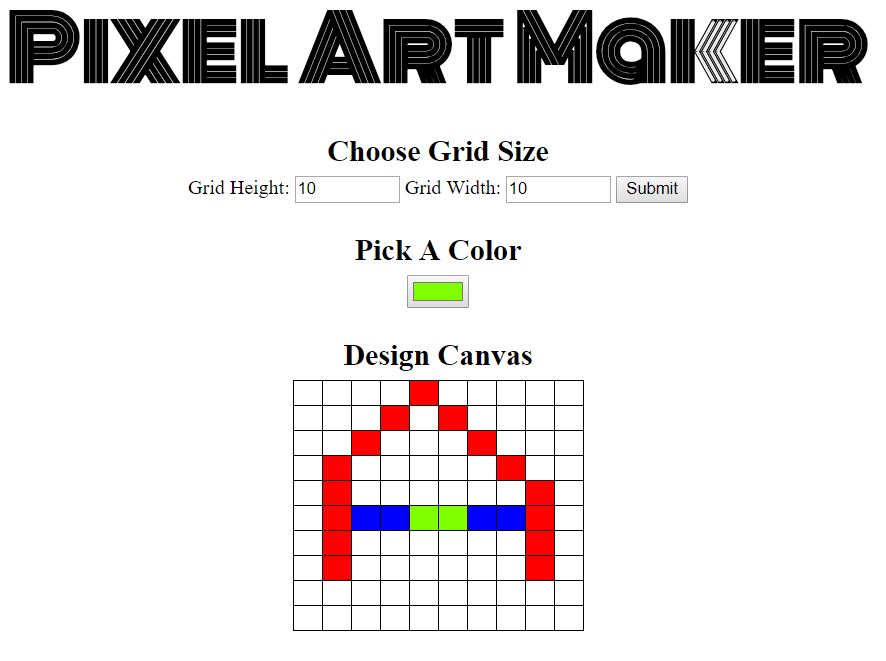 Pixel Art Maker
Choose Grid Size
Grid Height: 10 Grid Width: 10 Submit
Pick A Color
Design Canvas